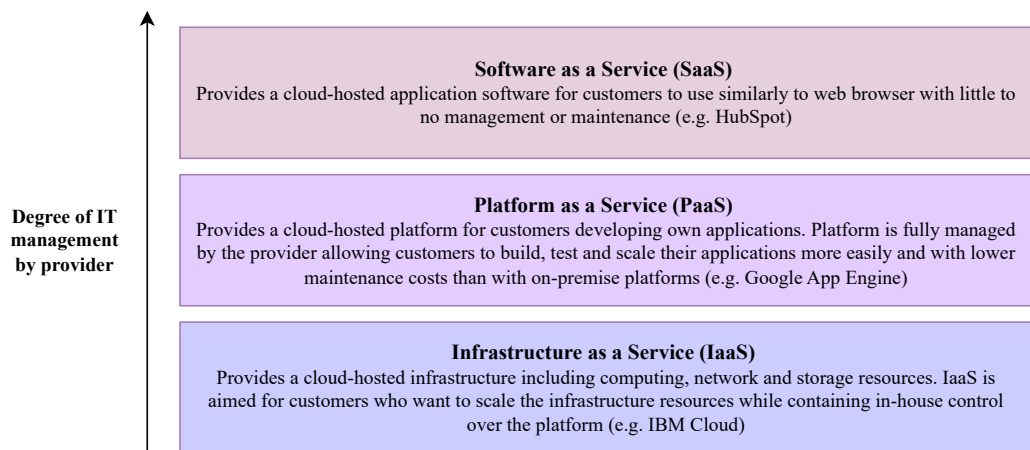 Software as a Service (SaaS)
Provides a cloud-hosted application software for customers to use similarly to web browser with little to
no management or maintenance (e.g. HubSpot)
Degree of IT
management
by provider
Platform as a Service (PaaS)
Provides a cloud-hosted platform for customers developing own applications. Platform is fully managed
by the provider allowing customers to build, test and scale their applications more easily and with lower
maintenance costs than with on-premise platforms (e.g. Google App Engine)
Infrastructure as a Service (IaaS)
Provides a cloud-hosted infrastructure including computing, network and storage resources. IaaS is
aimed for customers who want to scale the infrastructure resources while containing in-house control
over the platform (e.g. IBM Cloud)